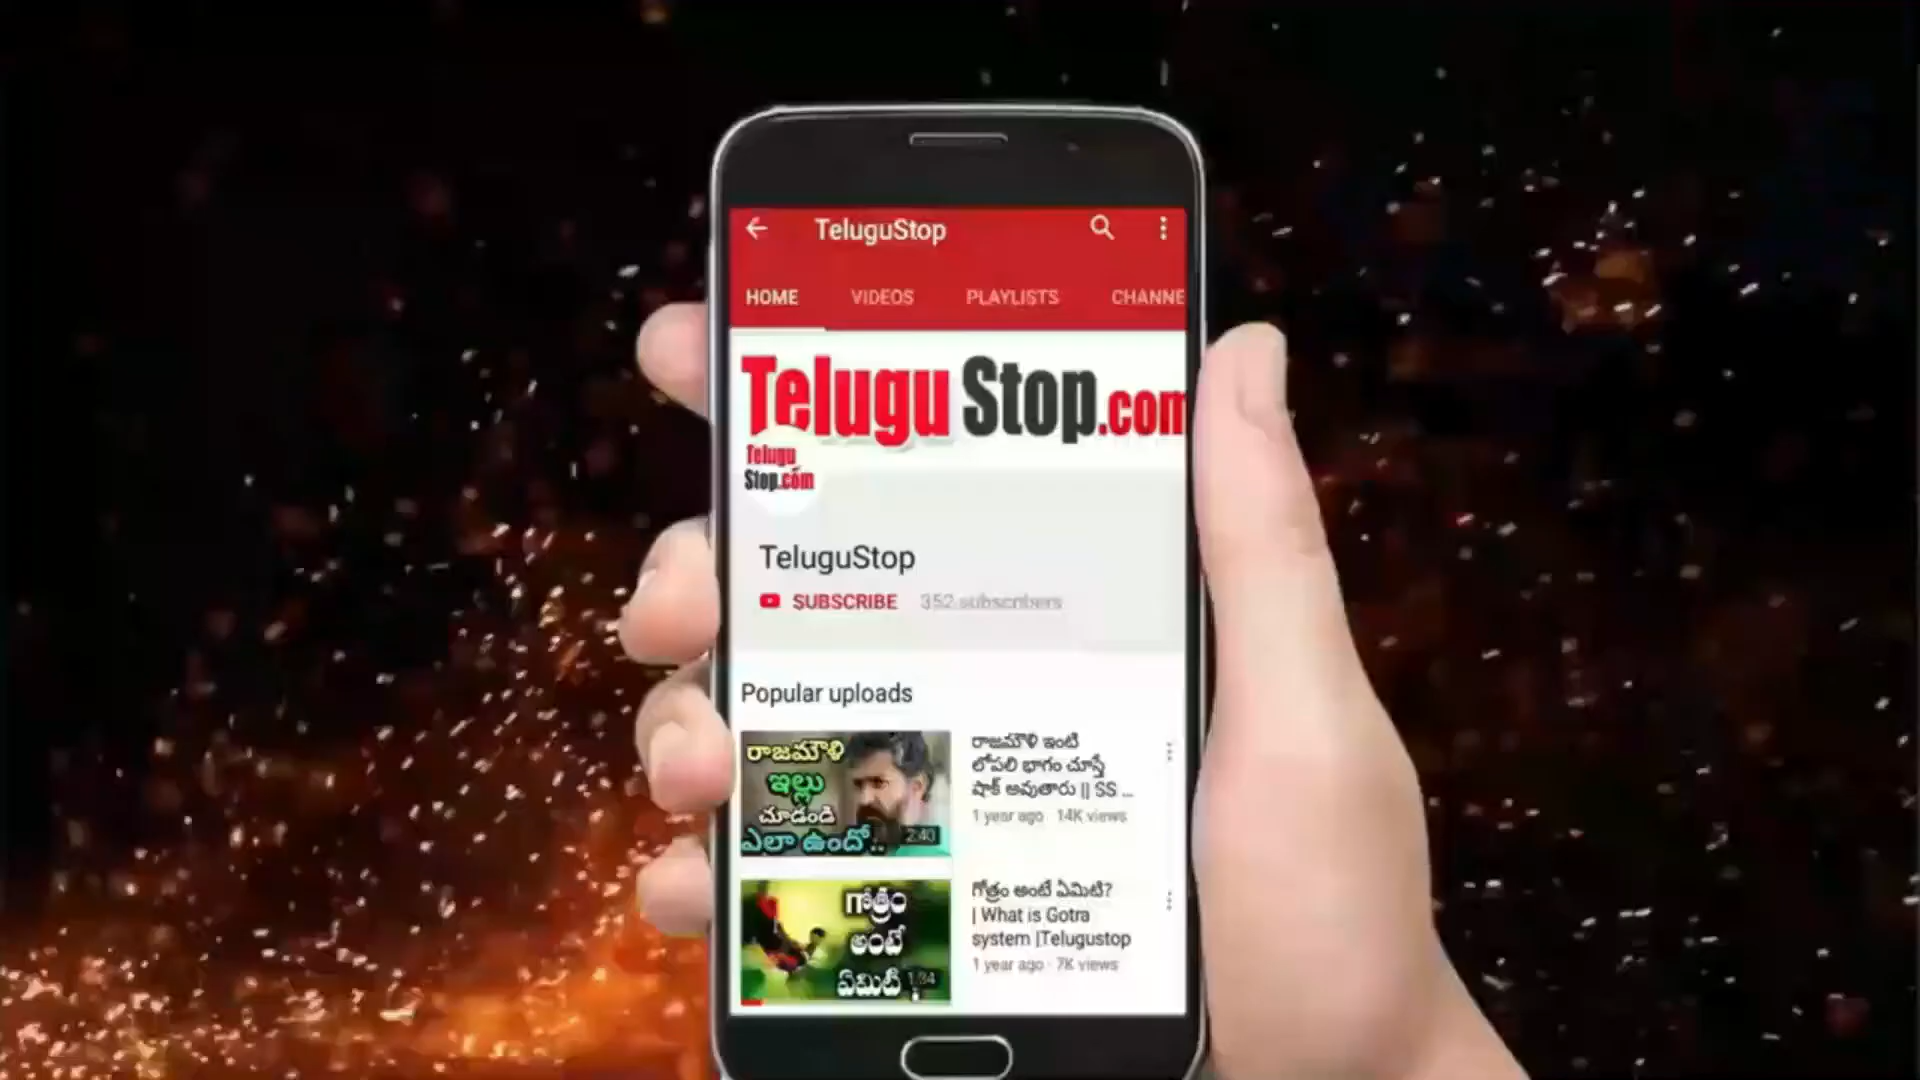 TeluguStop
HOME VIDEOS PLAYLISTS CHANNE
Telugu Stop.com
Telugu
Stop.com
TeluguStop
SUBSCRIBE 352 subscribers
Popular uploads
రాజమౌళి
ఇల్లు
చూడండి
ఎలా ఉందో..
2:40
రాజమౌళి ఇంటి
లోపలి భాగం చూస్తే
షాక్ అవుతారు || SS ...
1 year ago · 14K views
గోత్రం
అంటే
ఏమిటి
1:34
గోత్రం అంటే ఏమిటి?
| What is Gotra
system |Telugustop
1 year ago · 7K views